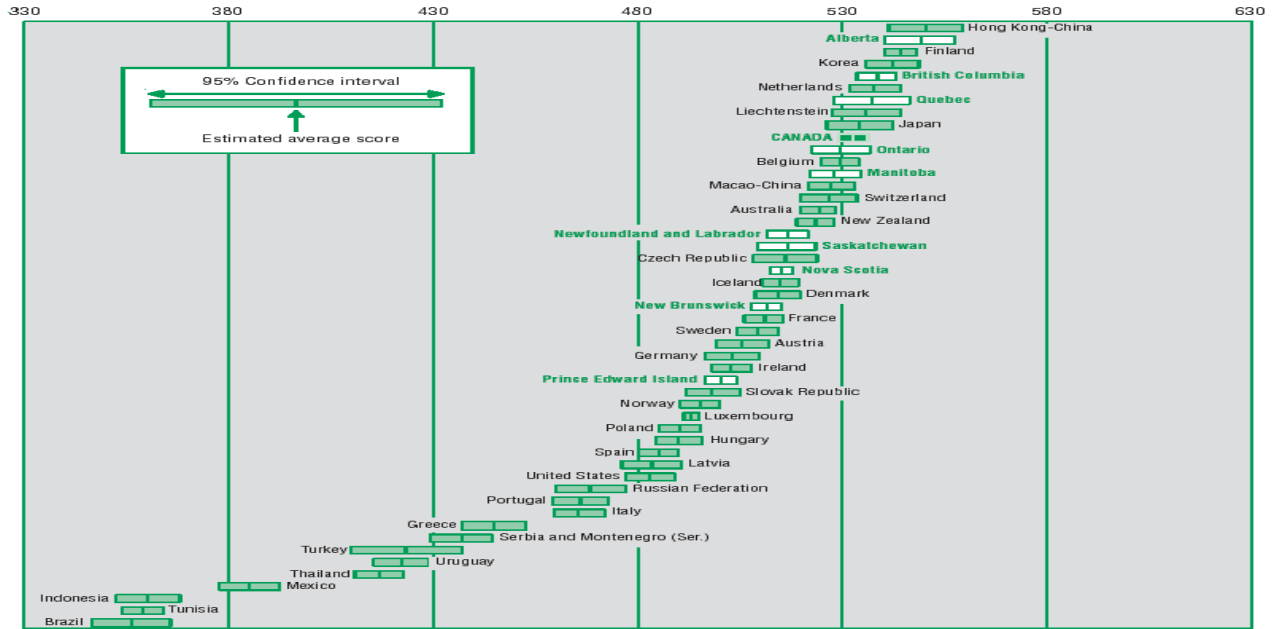 330 380 430 480 530 580 630
Hong Kong-China
Alberta
Finland
Korea
British Columbia
Netherlands
Quebec
Liechtenstein
Japan
CANADA
Ontario
Belgium
Manitoba
Macao-China
Switzerland
Australia
New Zealand
Newfoundland and Labrador
Saskatchewan
Czech Republic
Nova Scotia
Iceland
Denmark
New Brunswick
France
Sweden
Austria
Germany
Ireland
Prince Edward Island
Slovak Republic
Norway
Luxembourg
Poland
Hungary
Spain
Latvia
United States
Russian Federation
Portugal
Italy
Greece
Serbia and Montenegro (Ser.)
Turkey
Uruguay
Thailand
Mexico
Indonesia
Tunisia
Brazil
95% Confidence interval
Estimated average score